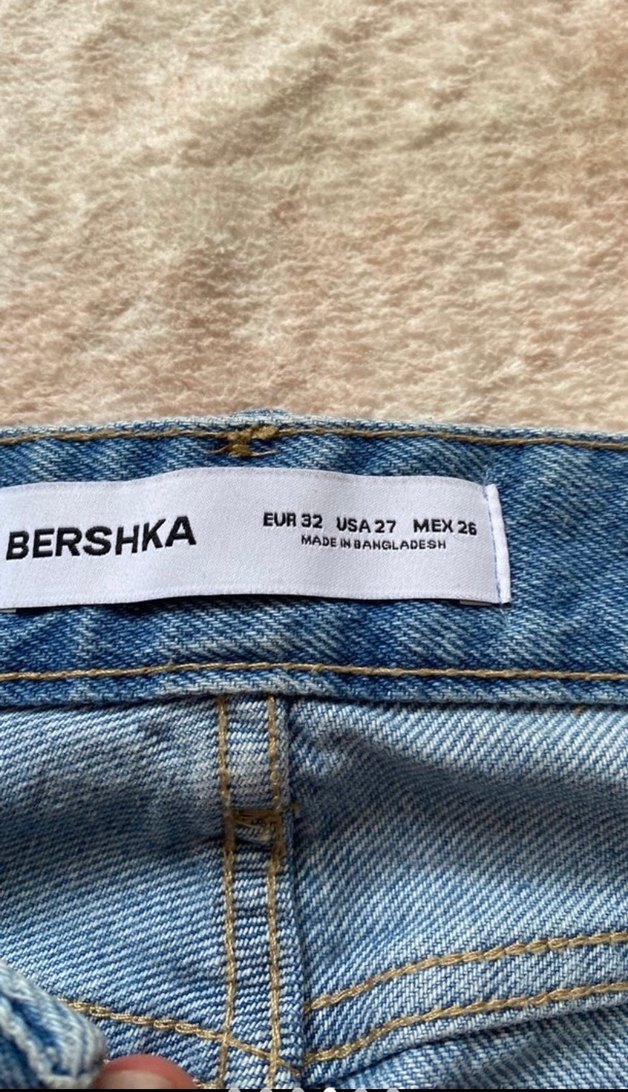 BERSHKA
EUR 32 USA 27 MEX 26
MADE IN BANGLADESH